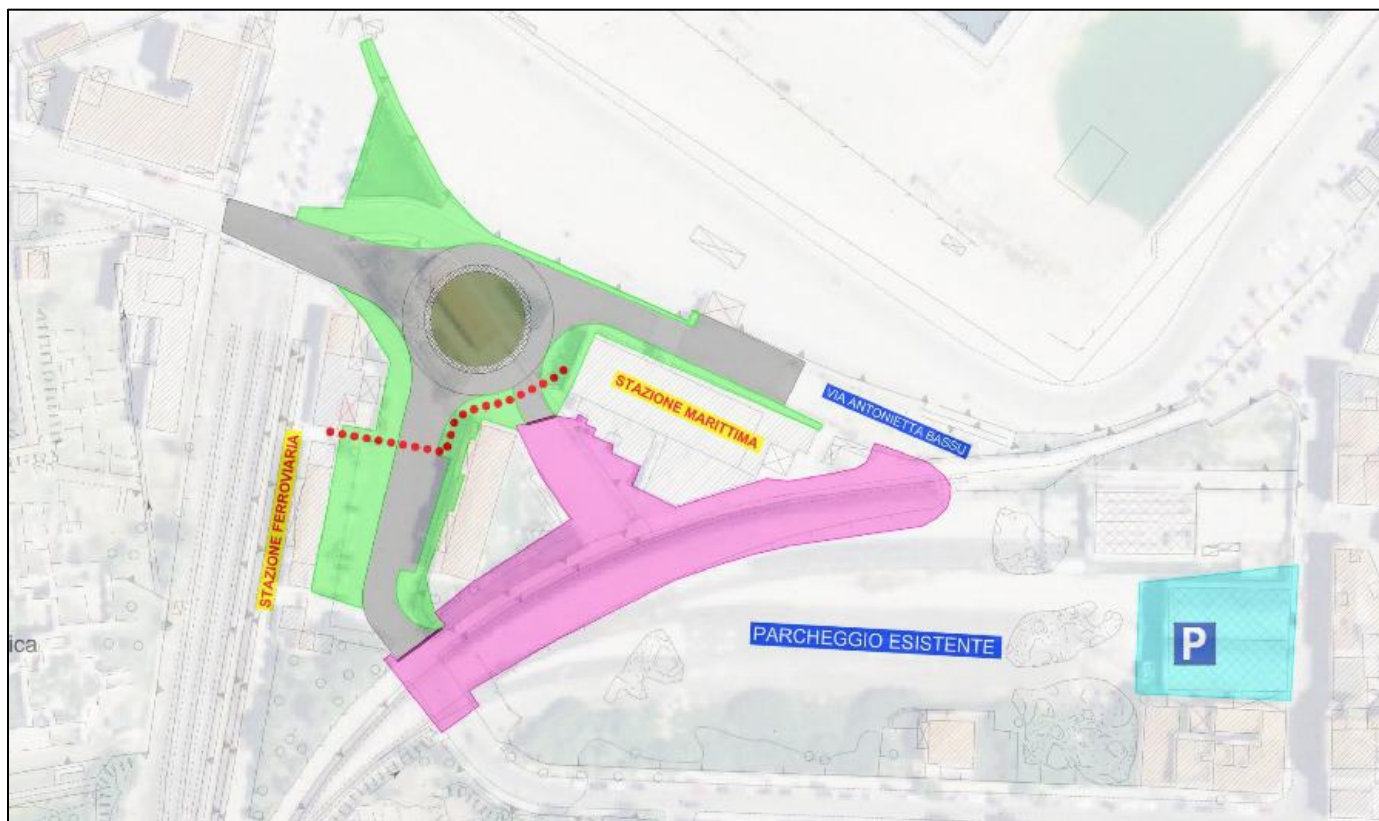 STAZIONE MARITTIMA
VIA ANTONIETTA BASSU
STAZIONE FERROVIARIA
ica
PARCHEGGIO ESISTENTE
P